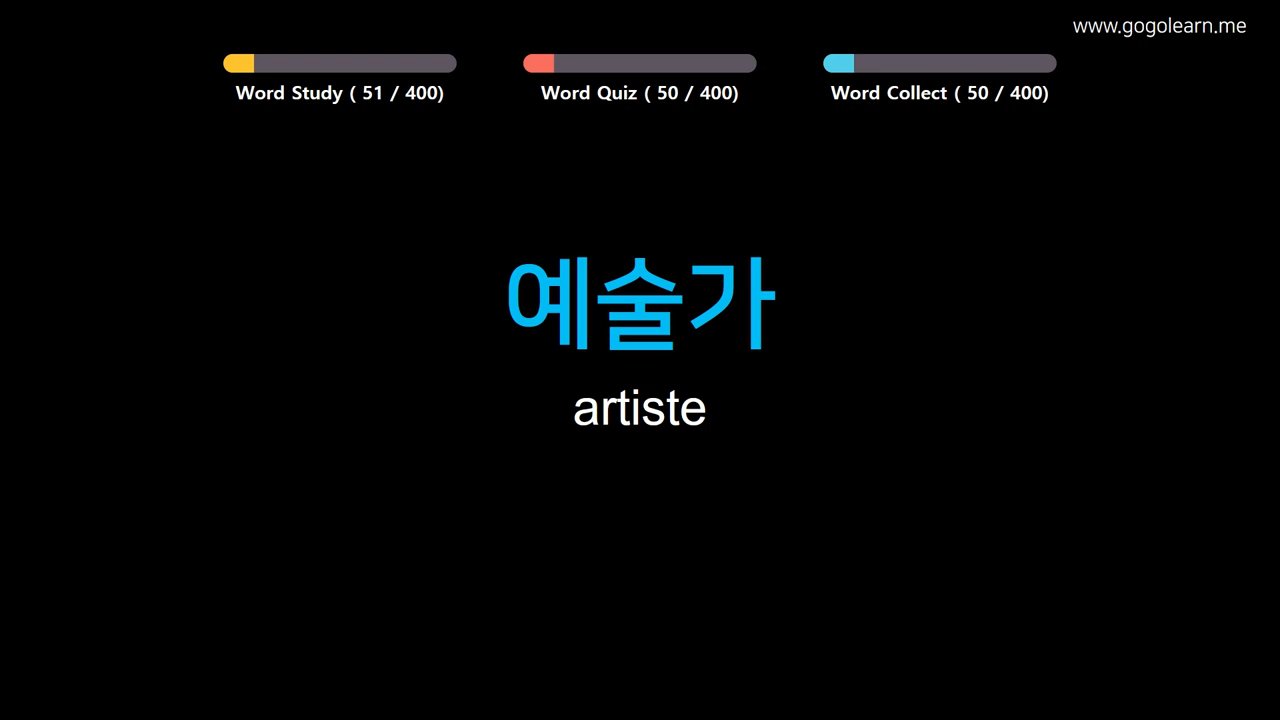 www.gogolearn.me
Word Study ( 51 / 400)
Word Quiz ( 50 / 400)
Word Collect ( 50 / 400)
예술가
artiste